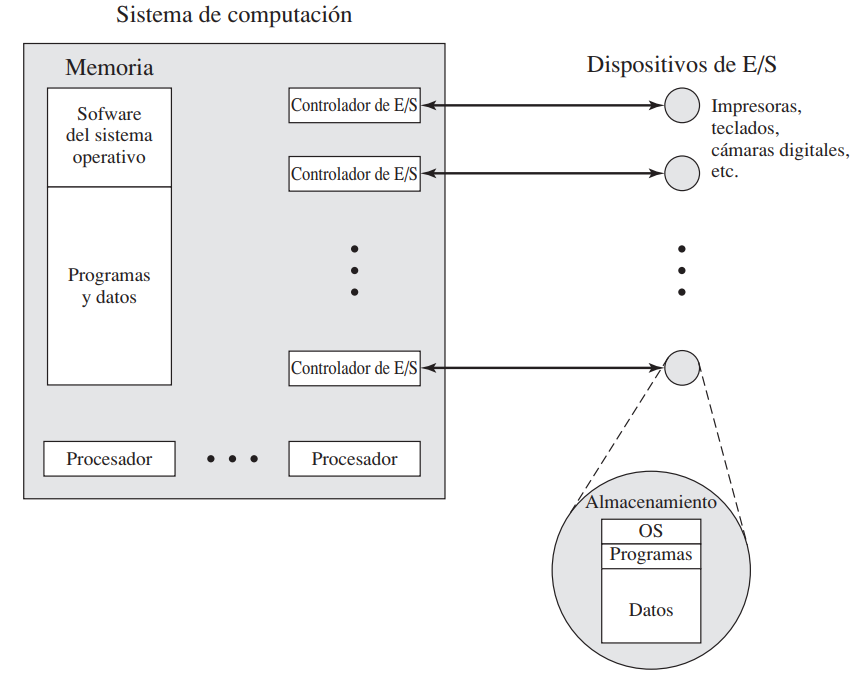 Sistema de computación
Memoria
Sofware
del sistema
operativo
Programas
y datos
Controlador de E/S
Controlador de E/S
Controlador de E/S
Procesador
Procesador
Dispositivos de E/S
Impresoras,
teclados,
cámaras digitales,
etc.
Almacenamiento
OS
Programas
Datos